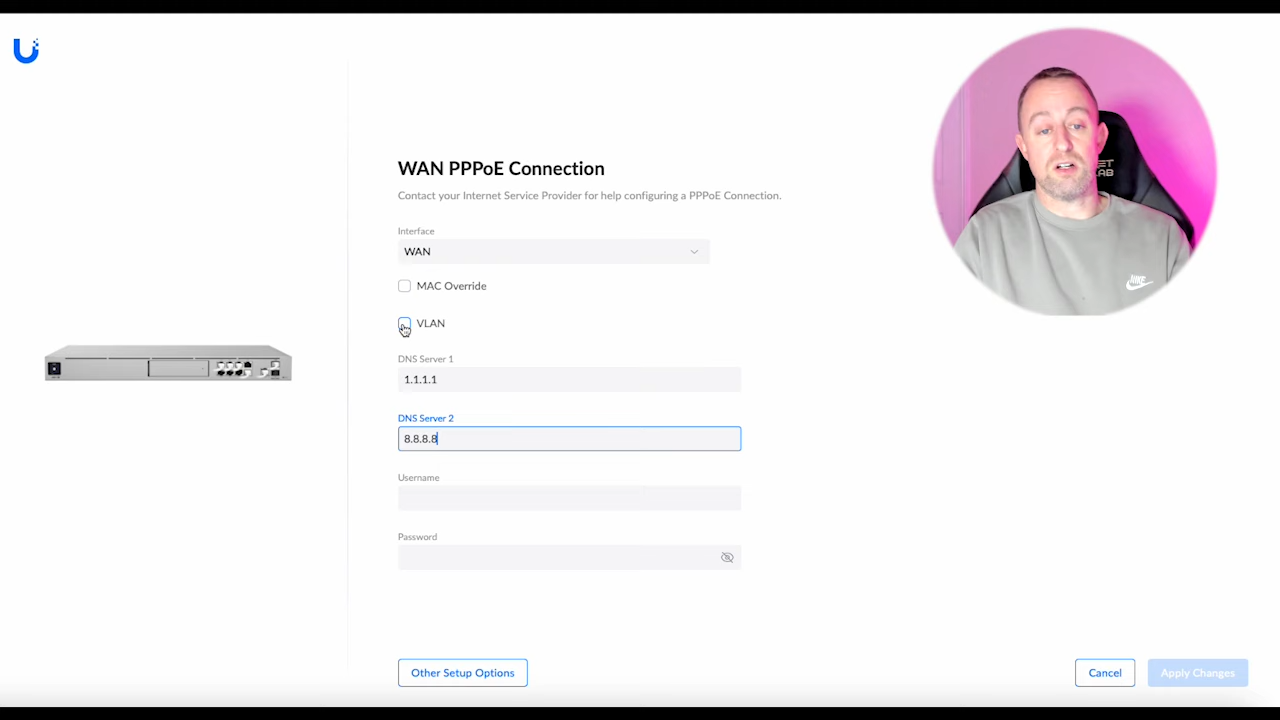 WAN PPPoE Connection
Contact your Internet Service Provider for help configuring a PPPoE Connection.
Interface
WAN
MAC Override
VLAN
DNS Server 1
1.1.1.1
DNS Server 2
8.8.8.8
Username
Password
Other Setup Options
Cancel
Apply Changes